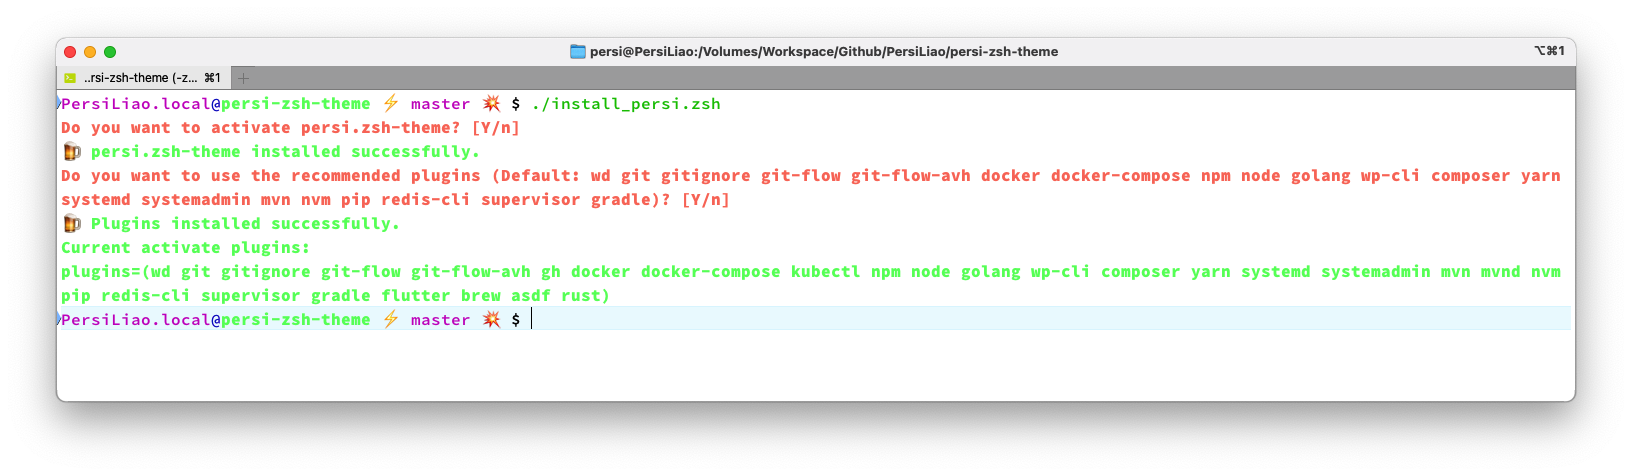 persi@PersiLiao:/Volumes/Workspace/Github/PersiLiao/persi-zsh-theme ⌥⌘1
..rsi-zsh-theme (-z... ⌘1 +
PersiLiao.local@persi-zsh-theme ⚡ master 💥 $ ./install_persi.zsh
Do you want to activate persi.zsh-theme? [Y/n]
🍺 persi.zsh-theme installed successfully.
Do you want to use the recommended plugins (Default: wd git gitignore git-flow git-flow-avh docker docker-compose npm node golang wp-cli composer yarn
systemd systemadmin mvn nvm pip redis-cli supervisor gradle)? [Y/n]
🍺 Plugins installed successfully.
Current activate plugins:
plugins=(wd git gitignore git-flow git-flow-avh gh docker docker-compose kubectl npm node golang wp-cli composer yarn systemd systemadmin mvn mvnd nvm
pip redis-cli supervisor gradle flutter brew asdf rust)
PersiLiao.local@persi-zsh-theme ⚡ master 💥 $